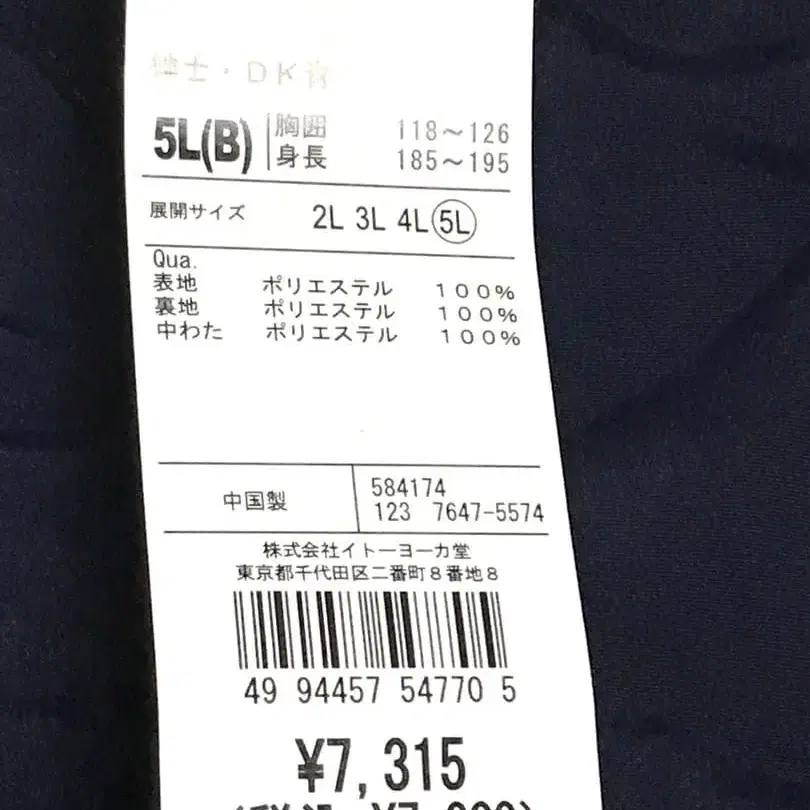 紳士・DK
5L(B) 胸囲 118～126
身長 185～195
展開サイズ 2L 3L 4L 5L
Qua.
表地 ポリエステル 100%
裏地 ポリエステル 100%
中わた ポリエステル 100%
中国製 584174
123 7647-5574
株式会社イトーヨーカ堂
東京都千代田区二番町8番地8
49 94457 54770 5
¥7,315